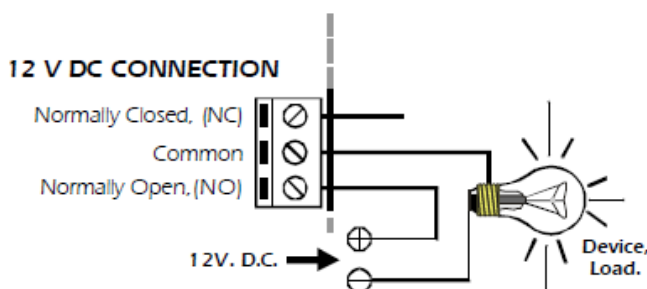 12 V DC CONNECTION
Normally Closed, (NC)
Common
Normally Open, (NO)
12V. D.C.
Device,
Load.